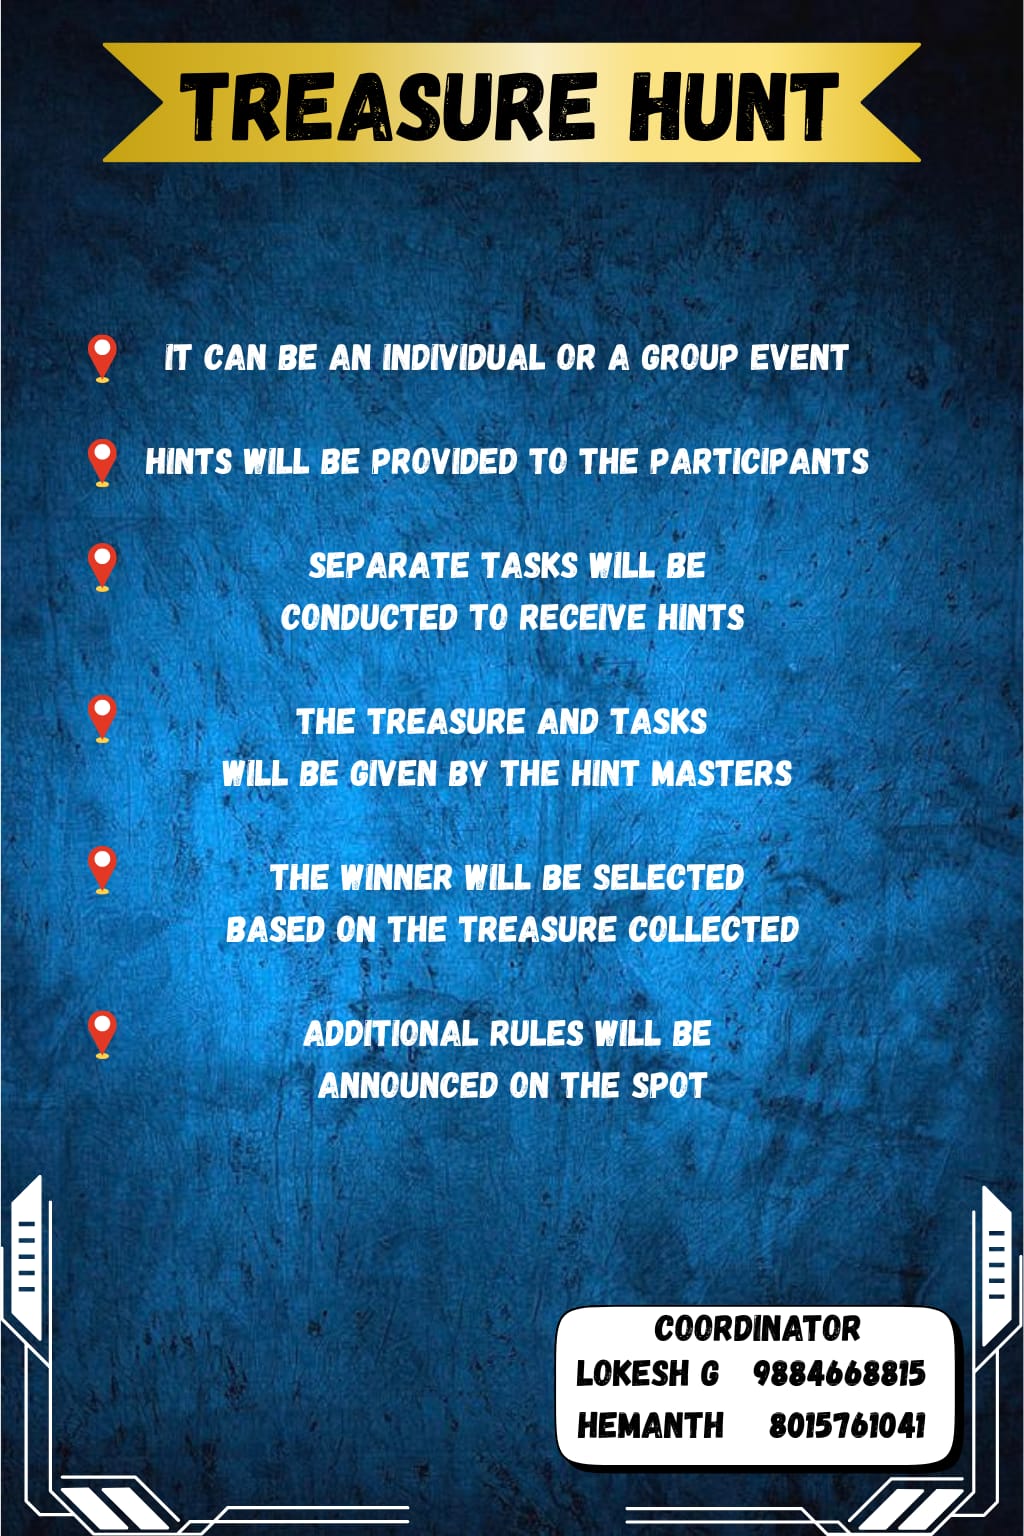 TREASURE HUNT
IT CAN BE AN INDIVIDUAL OR A GROUP EVENT
HINTS WILL BE PROVIDED TO THE PARTICIPANTS
SEPARATE TASKS WILL BE
CONDUCTED TO RECEIVE HINTS
THE TREASURE AND TASKS
WILL BE GIVEN BY THE HINT MASTERS
THE WINNER WILL BE SELECTED
BASED ON THE TREASURE COLLECTED
ADDITIONAL RULES WILL BE
ANNOUNCED ON THE SPOT
COORDINATOR
LOKESH G 9884668815
HEMANTH 8015761041